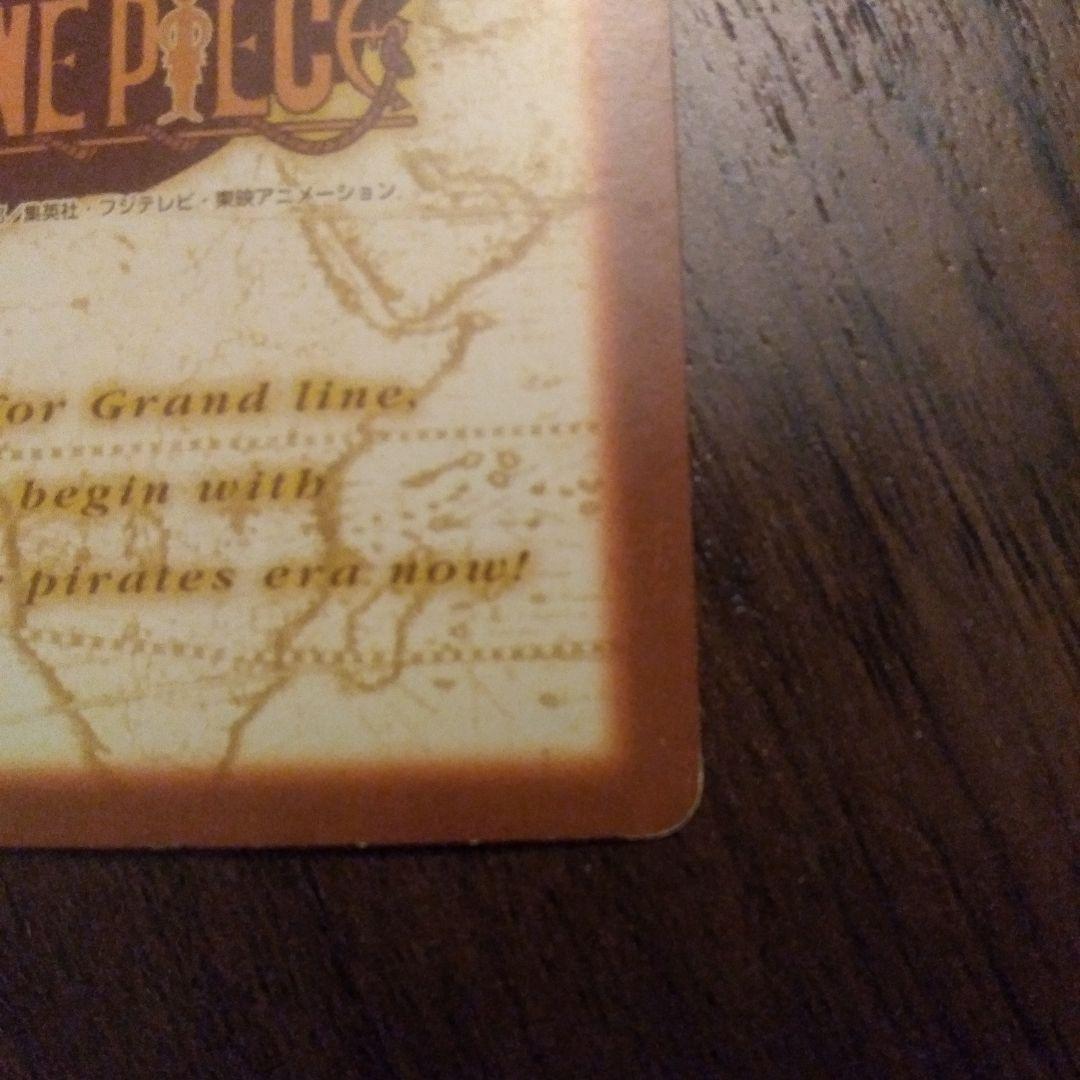 NE PIECE
集英社・フジテレビ・東映アニメーション
for Grand line,
begin with
pirates era now!